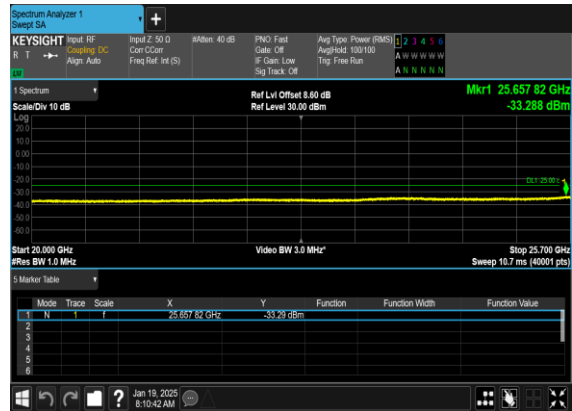 Spectrum Analyzer 1
Swept SA
KEYSIGHT Input: RF Input Z: 50 Ω #Atten: 40 dB PNO: Fast Avg Type: Power (RMS) 1 2 3 4 5 6
R T Coupling: DC Corr CCorr Gate: Off Avg|Hold: 100/100 A W W W W W
Align: Auto Freq Ref: Int (S) IF Gain: Low Trig: Free Run
Sig Track: Off A N N N N N
1 Spectrum Ref Lvl Offset 8.60 dB Mkr1 25.657 82 GHz
Scale/Div 10 dB Ref Level 30.00 dBm -33.288 dBm
Log
20.0
10.0
0.00
-10.0
-20.0
DL1 -25.00
-30.0
-40.0
-50.0
-60.0
Start 20.000 GHz Video BW 3.0 MHz* Stop 25.700 GHz
#Res BW 1.0 MHz Sweep 10.7 ms (40001 pts)
5 Marker Table
Mode Trace Scale X Y Function Function Width Function Value
1 N 1 f 25.657 82 GHz -33.29 dBm
2
3
4
5
6
? Jan 19, 2025
8:10:42 AM